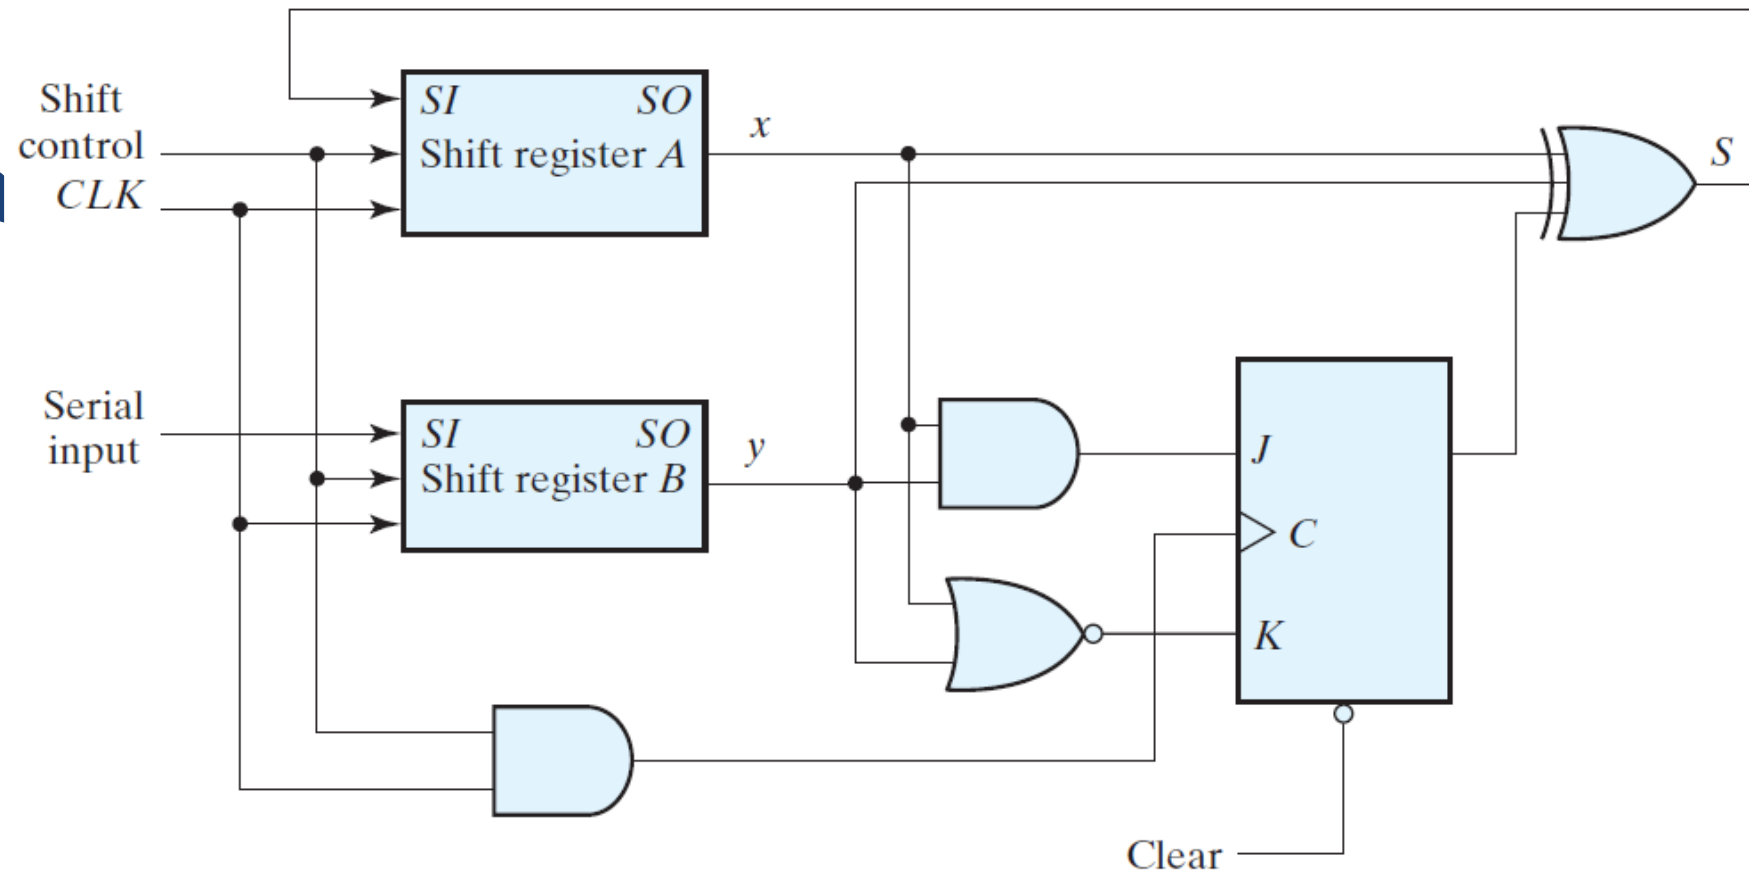 Shift
control
CLK
SI SO
Shift register A
x
S
Serial
input
SI SO
Shift register B
y
J
C
K
Clear